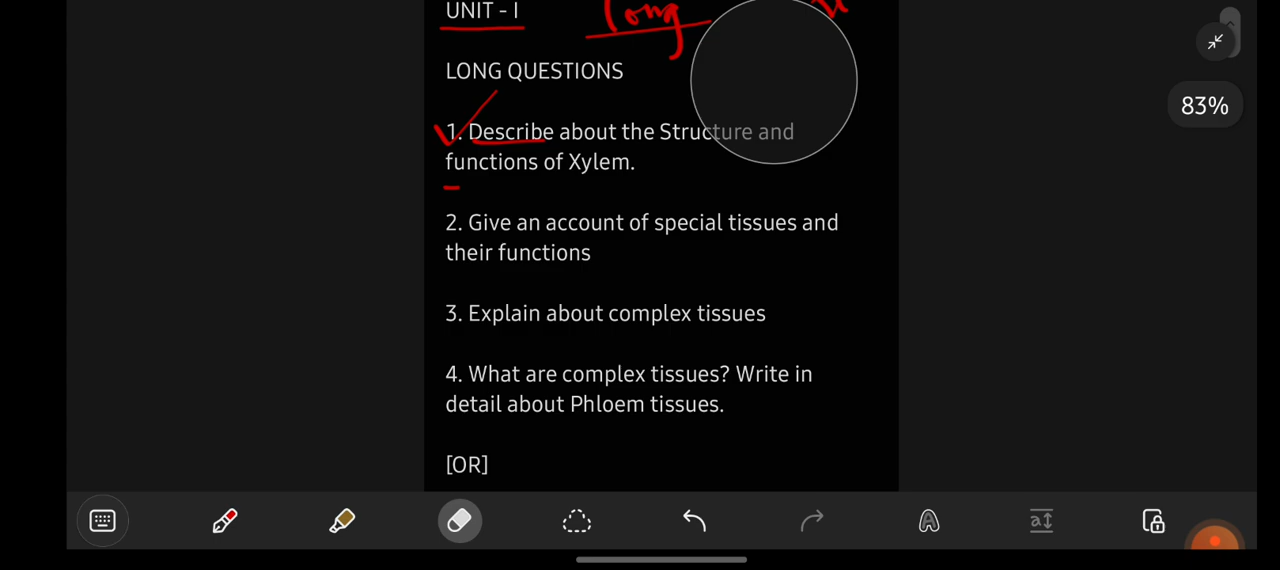 UNIT - I long
83%
LONG QUESTIONS
1. Describe about the Structure and
functions of Xylem.
2. Give an account of special tissues and
their functions
3. Explain about complex tissues
4. What are complex tissues? Write in
detail about Phloem tissues.
[OR]